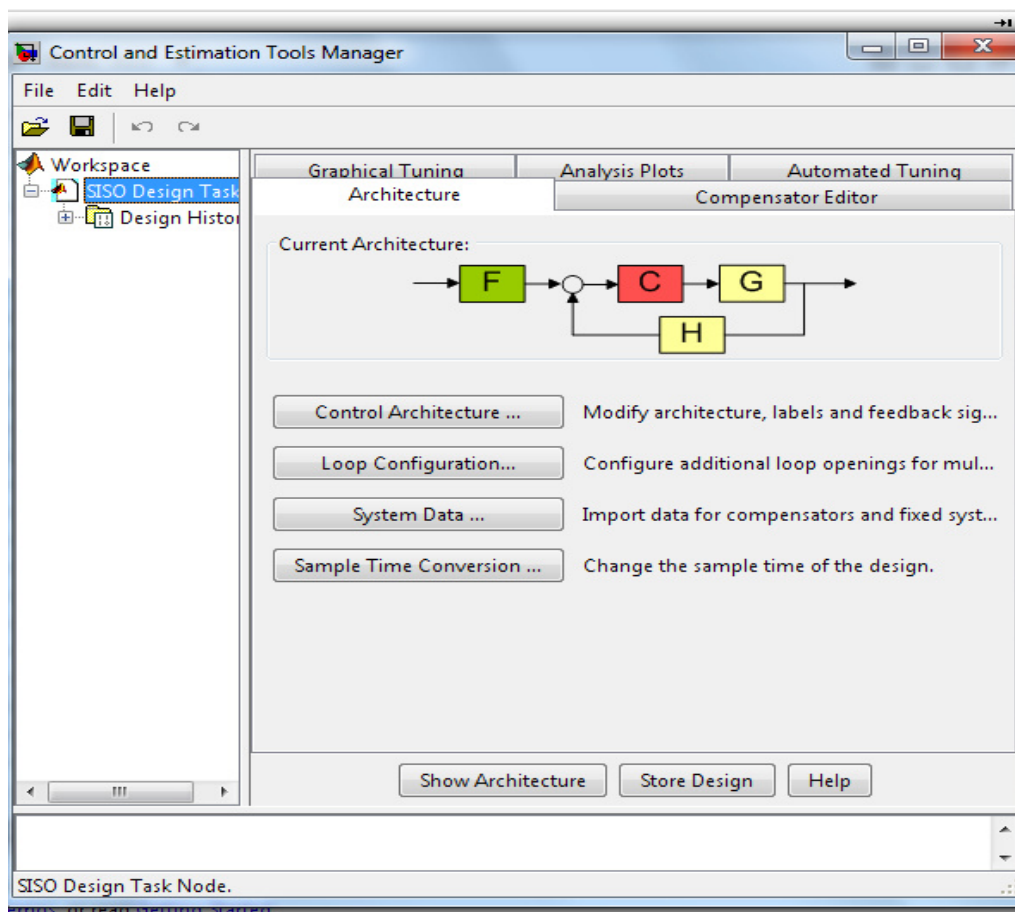 Control and Estimation Tools Manager
File Edit Help
Workspace
SISO Design Task
Design Histor
Graphical Tuning Analysis Plots Automated Tuning
Architecture Compensator Editor
Current Architecture:
F C G
H
Control Architecture ... Modify architecture, labels and feedback sig...
Loop Configuration... Configure additional loop openings for mul...
System Data ... Import data for compensators and fixed syst...
Sample Time Conversion ... Change the sample time of the design.
Show Architecture Store Design Help
SISO Design Task Node.